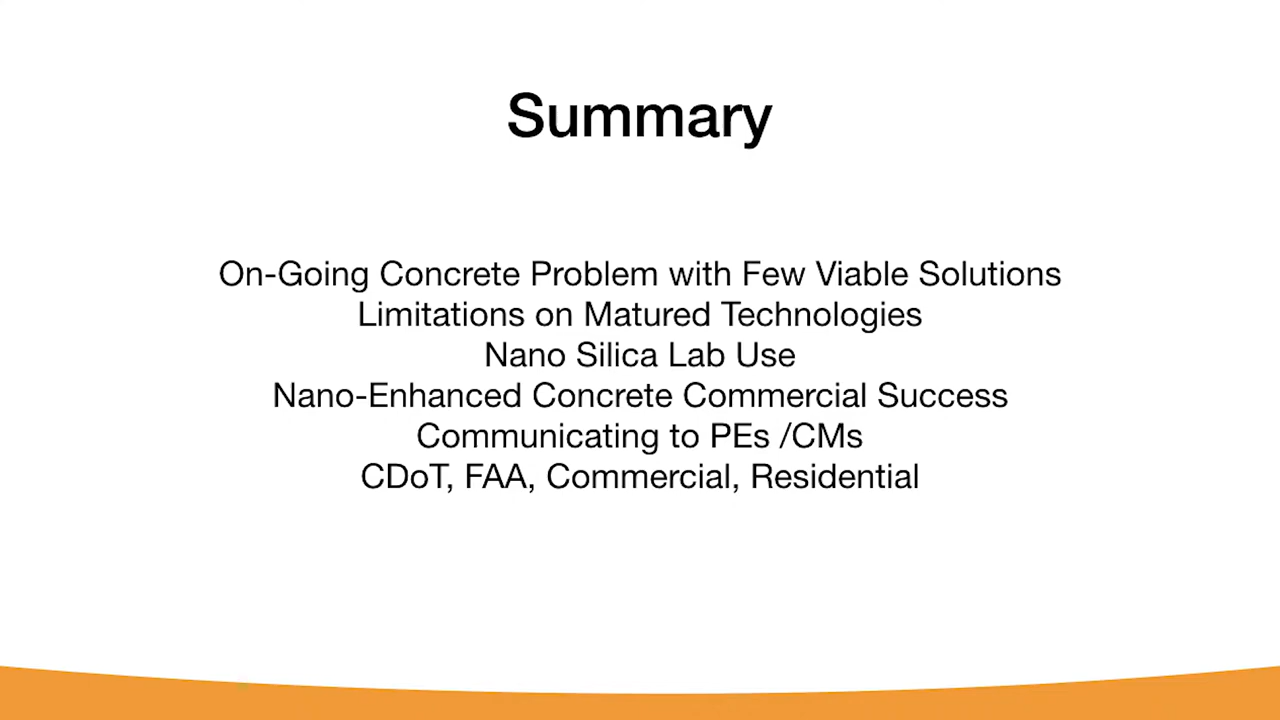 Summary
On-Going Concrete Problem with Few Viable Solutions
Limitations on Matured Technologies
Nano Silica Lab Use
Nano-Enhanced Concrete Commercial Success
Communicating to PEs /CMs
CDoT, FAA, Commercial, Residential